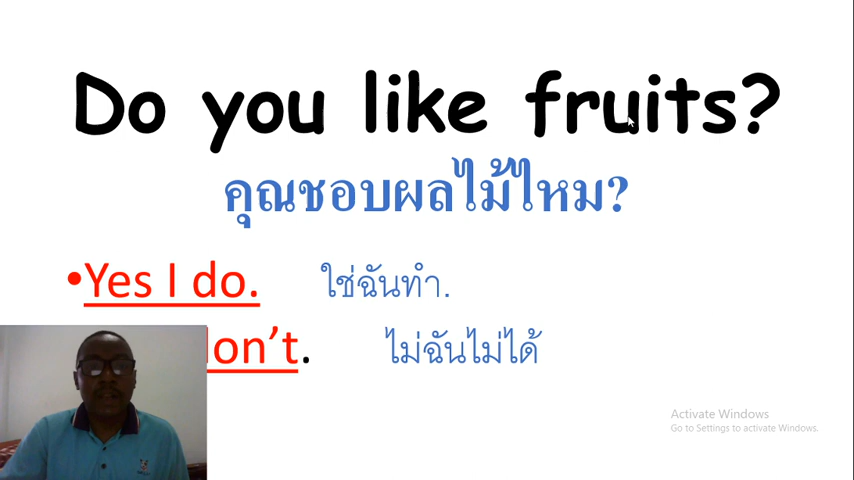 Do you like fruits?
คุณชอบผลไม้ไหม?
•Yes I do. ใช่ฉันทำ.
don't. ไม่ฉันไม่ได้
Activate Windows
Go to Settings to activate Windows.